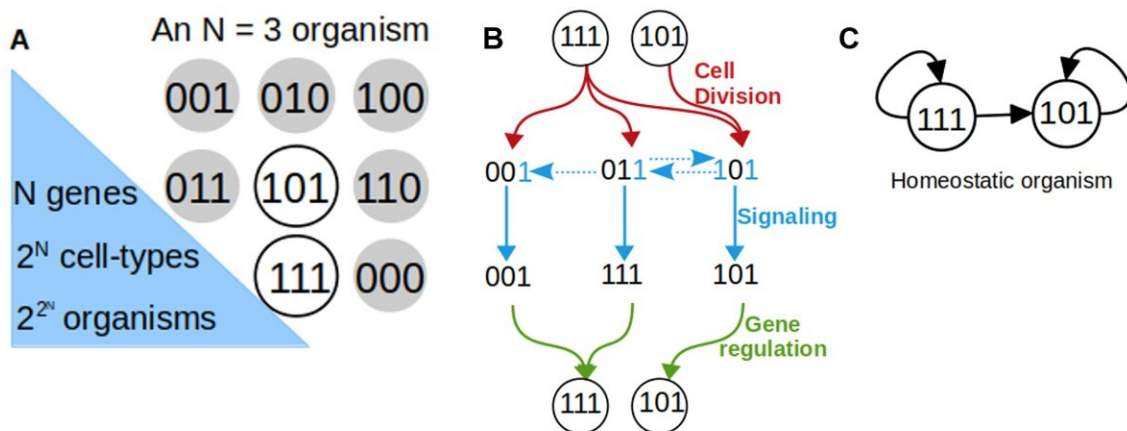 A
An N = 3 organism
001 010 100
011 101 110
111 000
N genes
2^N cell-types
2^2^N organisms
B
111 101
Cell
Division
001 011 101
Signaling
001 111 101
Gene
regulation
111 101
C
111 101
Homeostatic organism